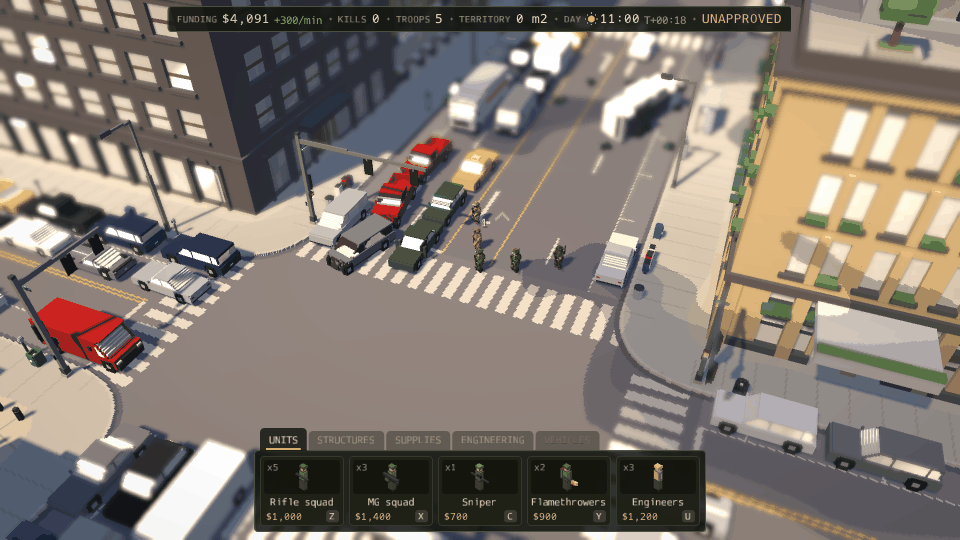 FUNDING $4,091 +300/min · KILLS 0 · TROOPS 5 · TERRITORY 0 m2 · DAY 11:00 T+00:18 · UNAPPROVED
UNITS STRUCTURES SUPPLIES ENGINEERING VEHICLES
x5 x3 x1 x2 x3
Rifle squad MG squad Sniper Flamethrowers Engineers
$1,000 Z $1,400 X $700 C $900 Y $1,200 U